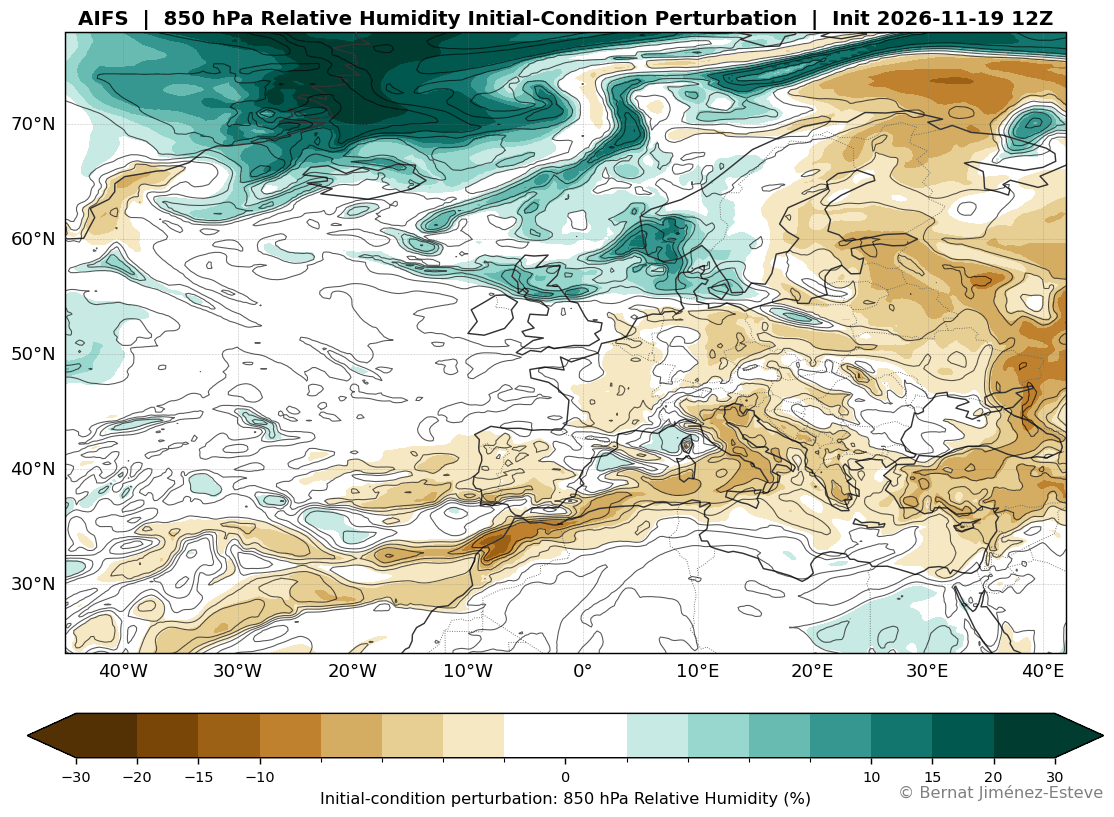 AIFS | 850 hPa Relative Humidity Initial-Condition Perturbation | Init 2026-11-19 12Z
70°N
60°N
50°N
40°N
30°N
40°W 30°W 20°W 10°W 0° 10°E 20°E 30°E 40°E
−30 −20 −15 −10 0 10 15 20 30
Initial-condition perturbation: 850 hPa Relative Humidity (%)
© Bernat Jiménez-Esteve